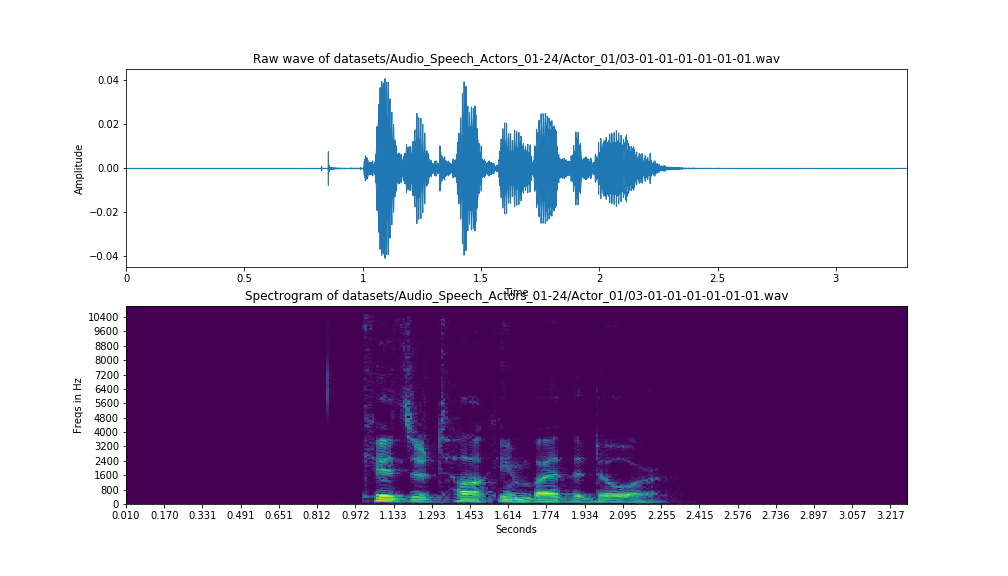 Raw wave of datasets/Audio_Speech_Actors_01-24/Actor_01/03-01-01-01-01-01-01.wav
0.04
0.02
0.00
−0.02
−0.04
Amplitude
0 0.5 1 1.5 2 2.5 3
Time
Spectrogram of datasets/Audio_Speech_Actors_01-24/Actor_01/03-01-01-01-01-01-01.wav
10400
9600
8800
8000
7200
6400
5600
4800
4000
3200
2400
1600
800
0
Freqs in Hz
0.010 0.170 0.331 0.491 0.651 0.812 0.972 1.133 1.293 1.453 1.614 1.774 1.934 2.095 2.255 2.415 2.576 2.736 2.897 3.057 3.217
Seconds